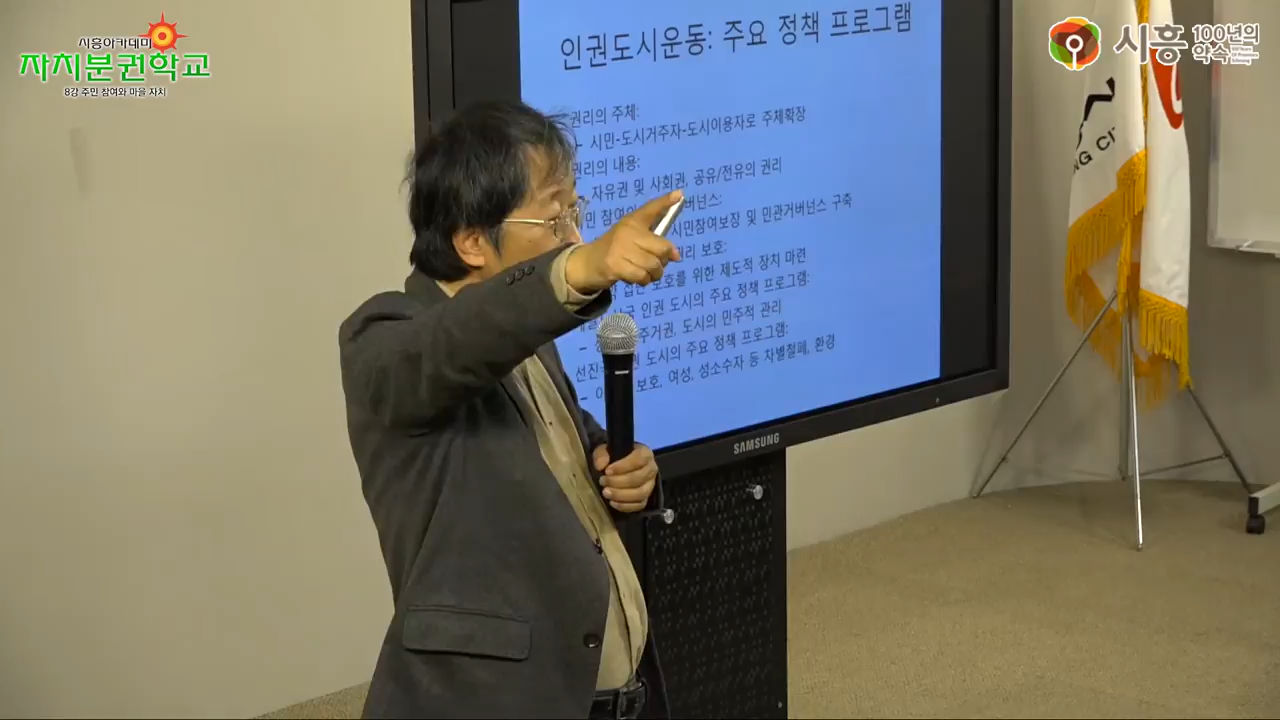 시흥아카데미
자치분권학교
8강 주민 참여와 마을 자치
시흥 100년의 약속
NG CI
인권도시운동: 주요 정책 프로그램
권리의 주체:
- 시민-도시거주자-도시이용자로 주체확장
권리의 내용:
자유권 및 사회권, 공유/전유의 권리
시민참여보장 및 민관거버넌스 구축
보호:
보호를 위한 제도적 장치 마련
인권 도시의 주요 정책 프로그램:
- 주거권, 도시의 민주적 관리
도시의 주요 정책 프로그램:
- 보호, 여성, 성소수자 등 차별철폐, 환경
SAMSUNG